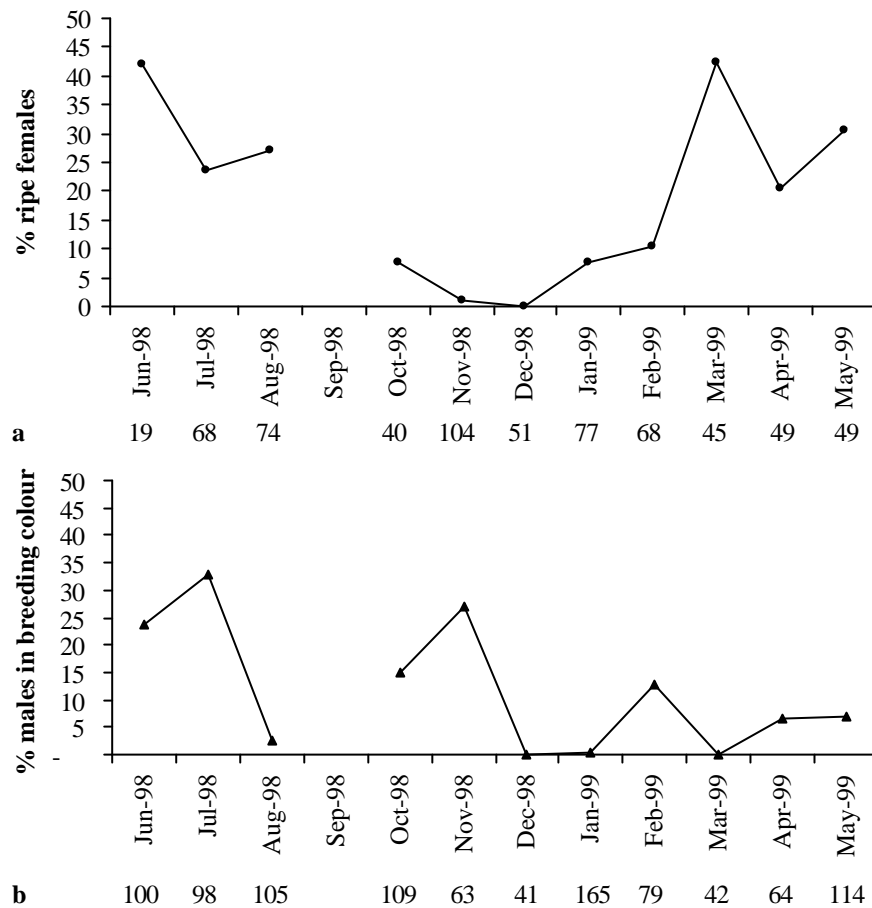 50
45
40
35
30
25
20
15
10
5
0
% ripe females
Jun-98
Jul-98
Aug-98
Sep-98
Oct-98
Nov-98
Dec-98
Jan-99
Feb-99
Mar-99
Apr-99
May-99
a 19 68 74 40 104 51 77 68 45 49 49
50
45
40
35
30
25
20
15
10
5
-
% males in breeding colour
Jun-98
Jul-98
Aug-98
Sep-98
Oct-98
Nov-98
Dec-98
Jan-99
Feb-99
Mar-99
Apr-99
May-99
b 100 98 105 109 63 41 165 79 42 64 114